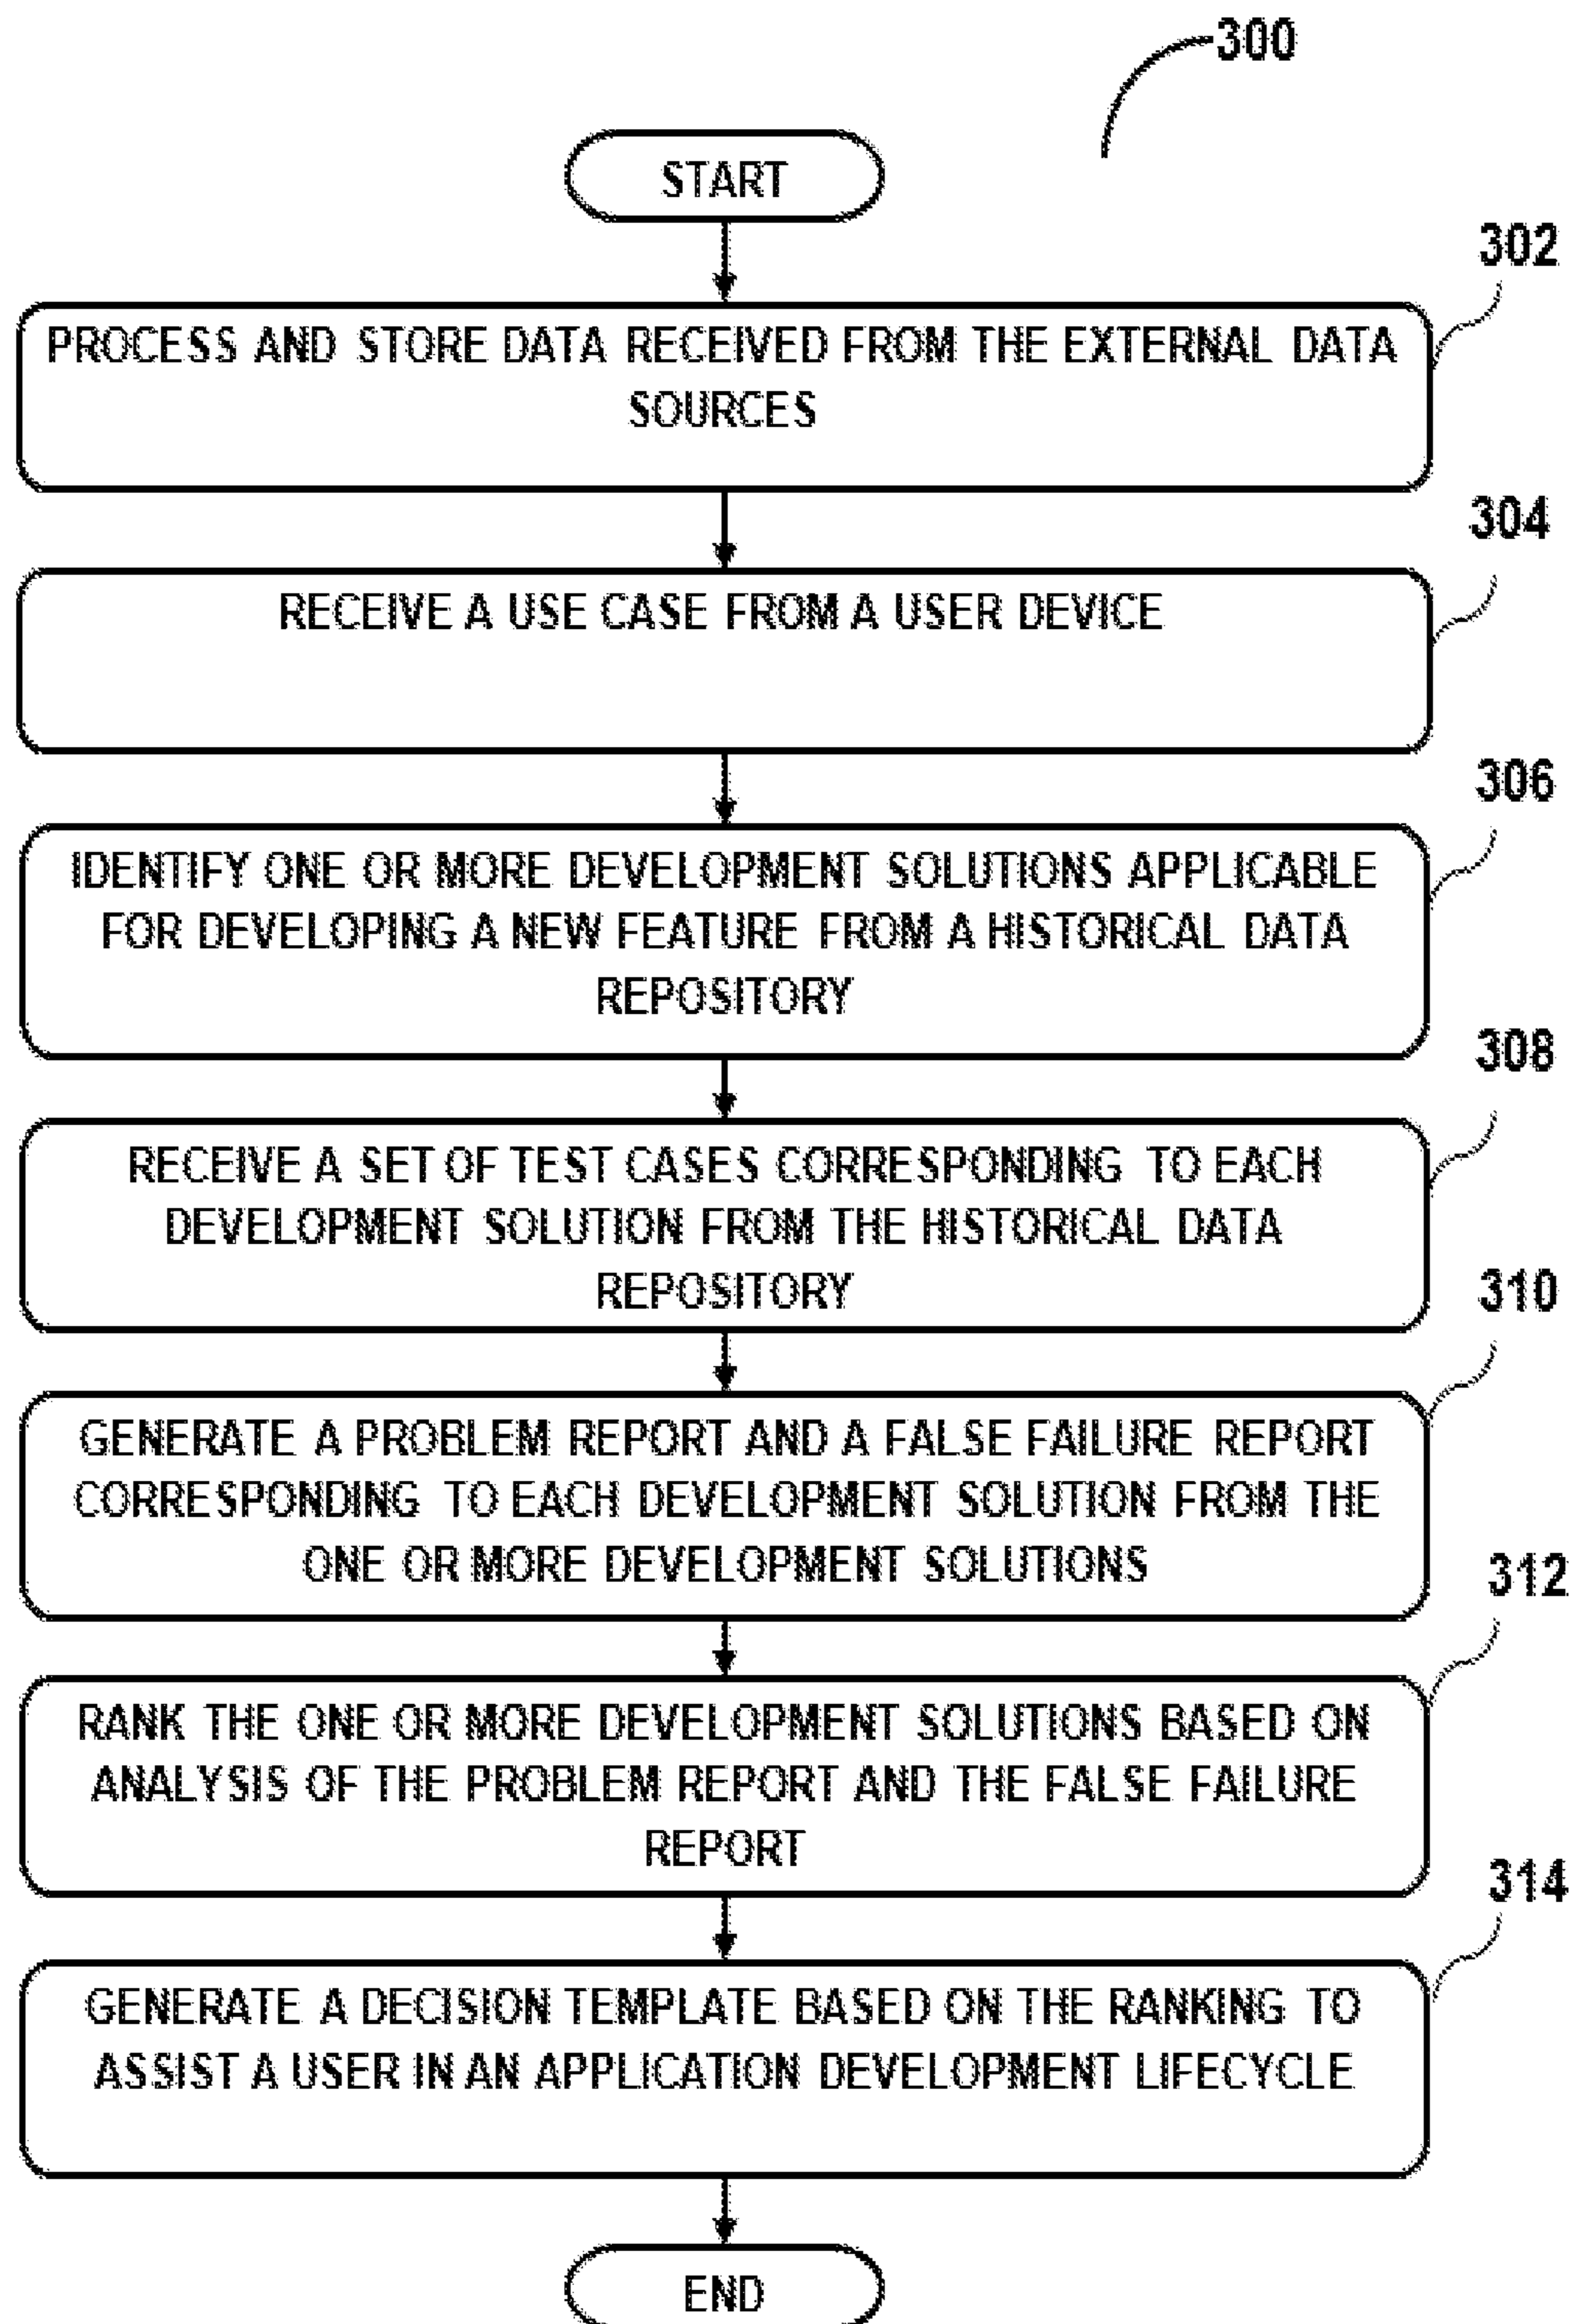 300
START
302
PROCESS AND STORE DATA RECEIVED FROM THE EXTERNAL DATA
SOURCES
304
RECEIVE A USE CASE FROM A USER DEVICE
306
IDENTIFY ONE OR MORE DEVELOPMENT SOLUTIONS APPLICABLE
FOR DEVELOPING A NEW FEATURE FROM A HISTORICAL DATA
REPOSITORY
308
RECEIVE A SET OF TEST CASES CORRESPONDING TO EACH
DEVELOPMENT SOLUTION FROM THE HISTORICAL DATA
REPOSITORY
310
GENERATE A PROBLEM REPORT AND A FALSE FAILURE REPORT
CORRESPONDING TO EACH DEVELOPMENT SOLUTION FROM THE
ONE OR MORE DEVELOPMENT SOLUTIONS
312
RANK THE ONE OR MORE DEVELOPMENT SOLUTIONS BASED ON
ANALYSIS OF THE PROBLEM REPORT AND THE FALSE FAILURE
REPORT
314
GENERATE A DECISION TEMPLATE BASED ON THE RANKING TO
ASSIST A USER IN AN APPLICATION DEVELOPMENT LIFECYCLE
END